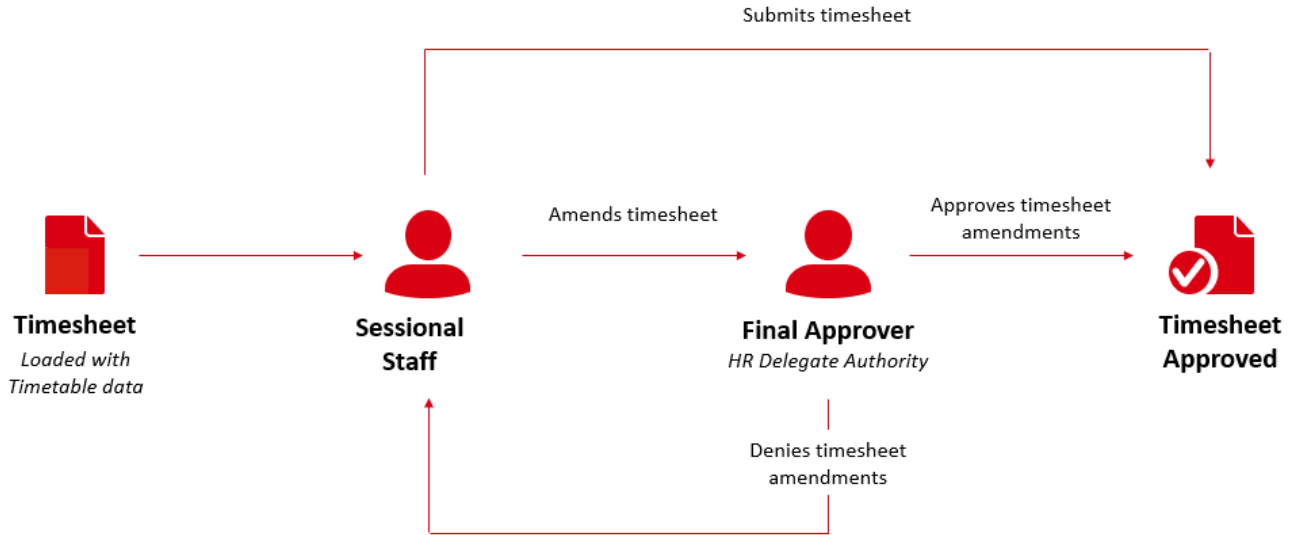 Submits timesheet
Amends timesheet
Approves timesheet
amendments
Timesheet
Loaded with
Timetable data
Sessional
Staff
Final Approver
HR Delegate Authority
Timesheet
Approved
Denies timesheet
amendments